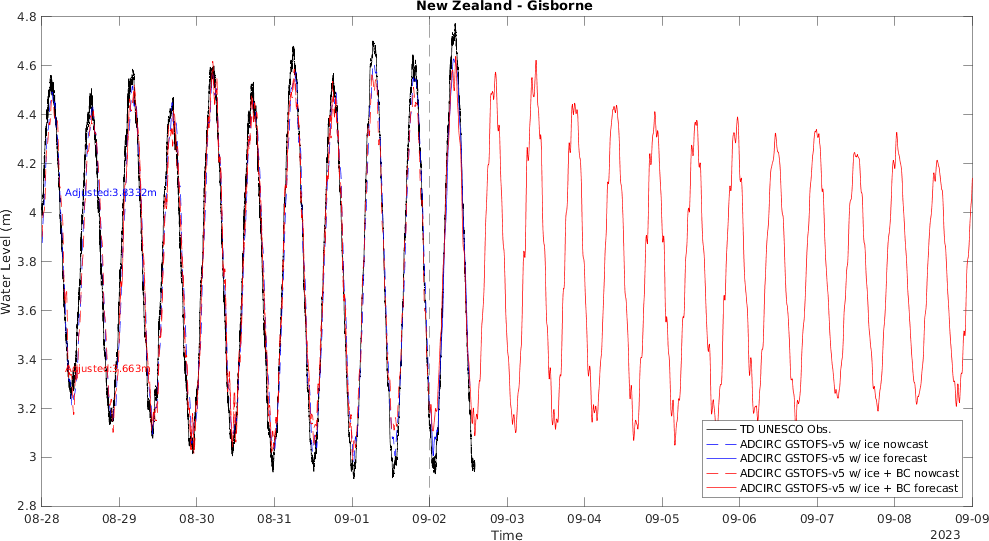 New Zealand - Gisborne
4.8
4.6
4.4
4.2
4
3.8
3.6
3.4
3.2
3
2.8
Water Level (m)
Adjusted:3.8332m
Adjusted:3.663m
TD UNESCO Obs.
ADCIRC GSTOFS-v5 w/ ice nowcast
ADCIRC GSTOFS-v5 w/ ice forecast
ADCIRC GSTOFS-v5 w/ ice + BC nowcast
ADCIRC GSTOFS-v5 w/ ice + BC forecast
08-28 08-29 08-30 08-31 09-01 09-02 09-03 09-04 09-05 09-06 09-07 09-08 09-09
Time
2023